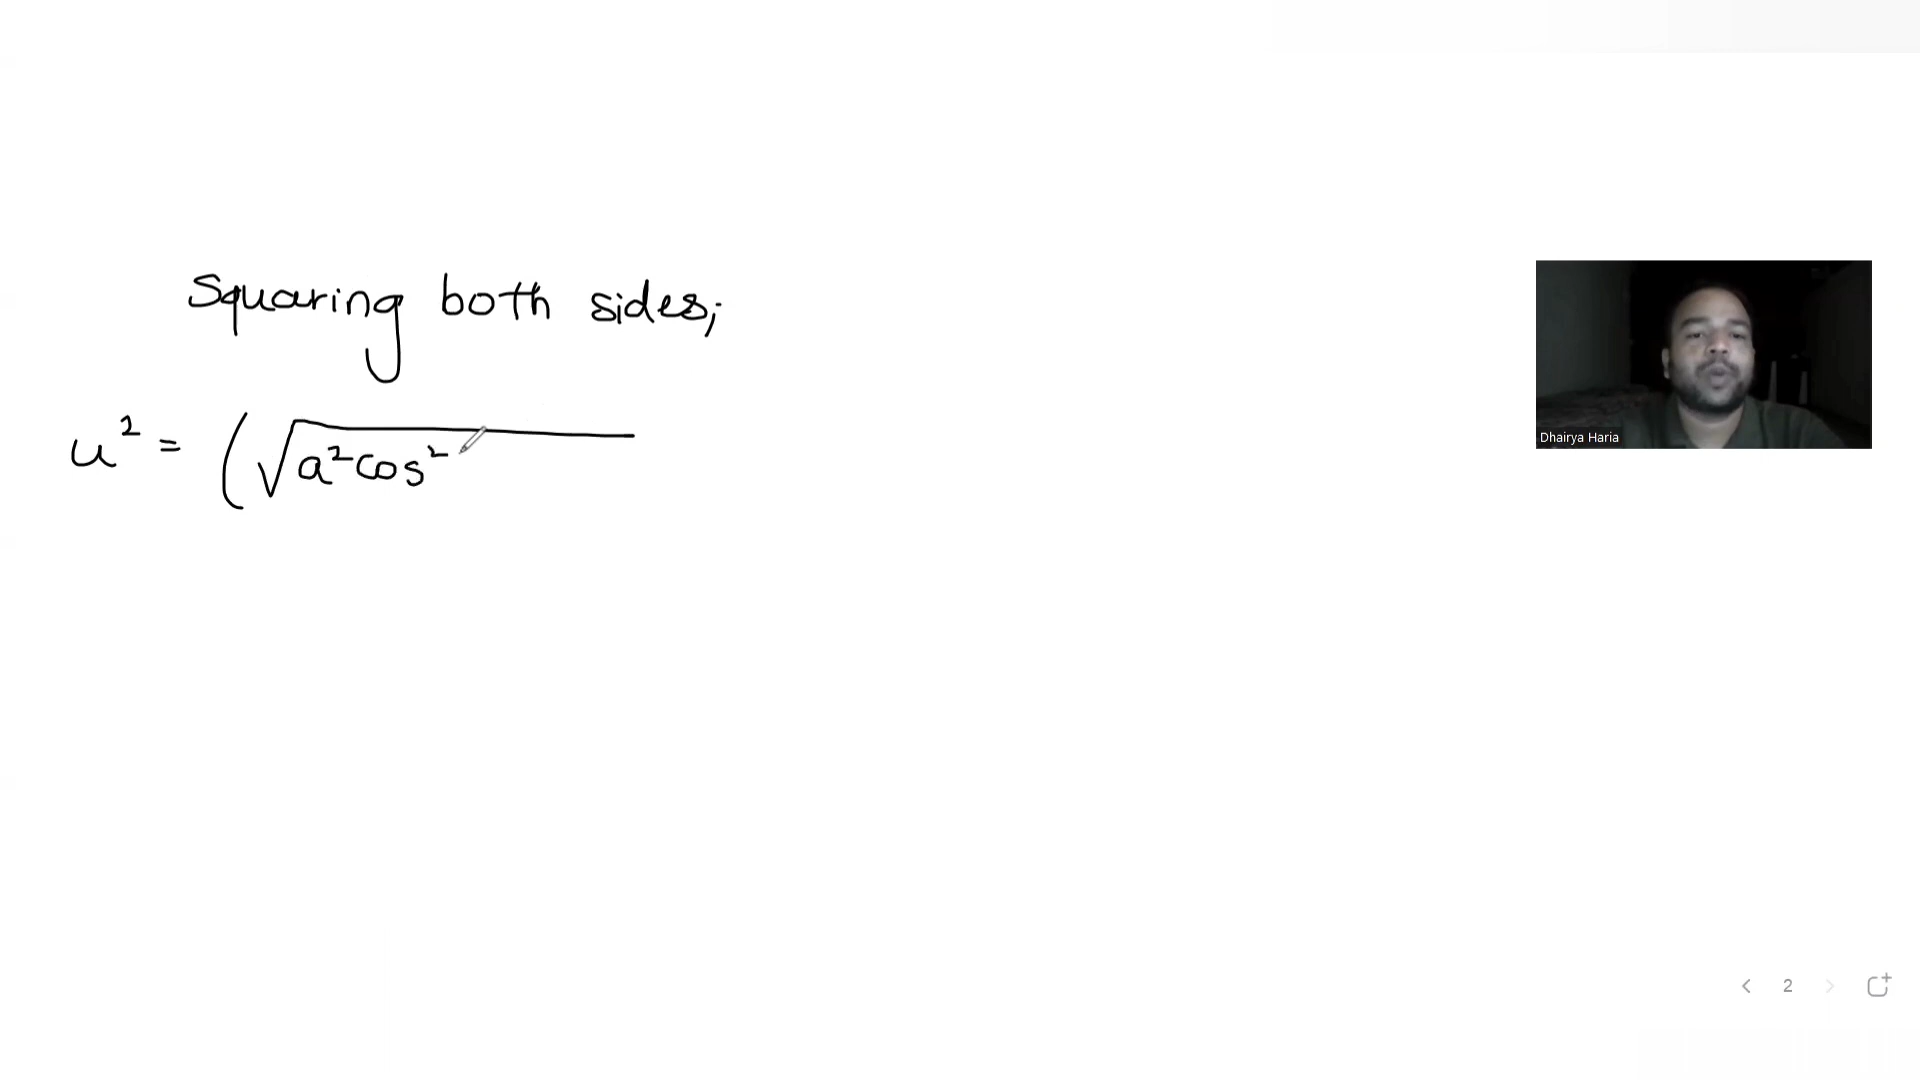 Squaring both sides;
u² = (√a²cos²
Dhairya Haria
2